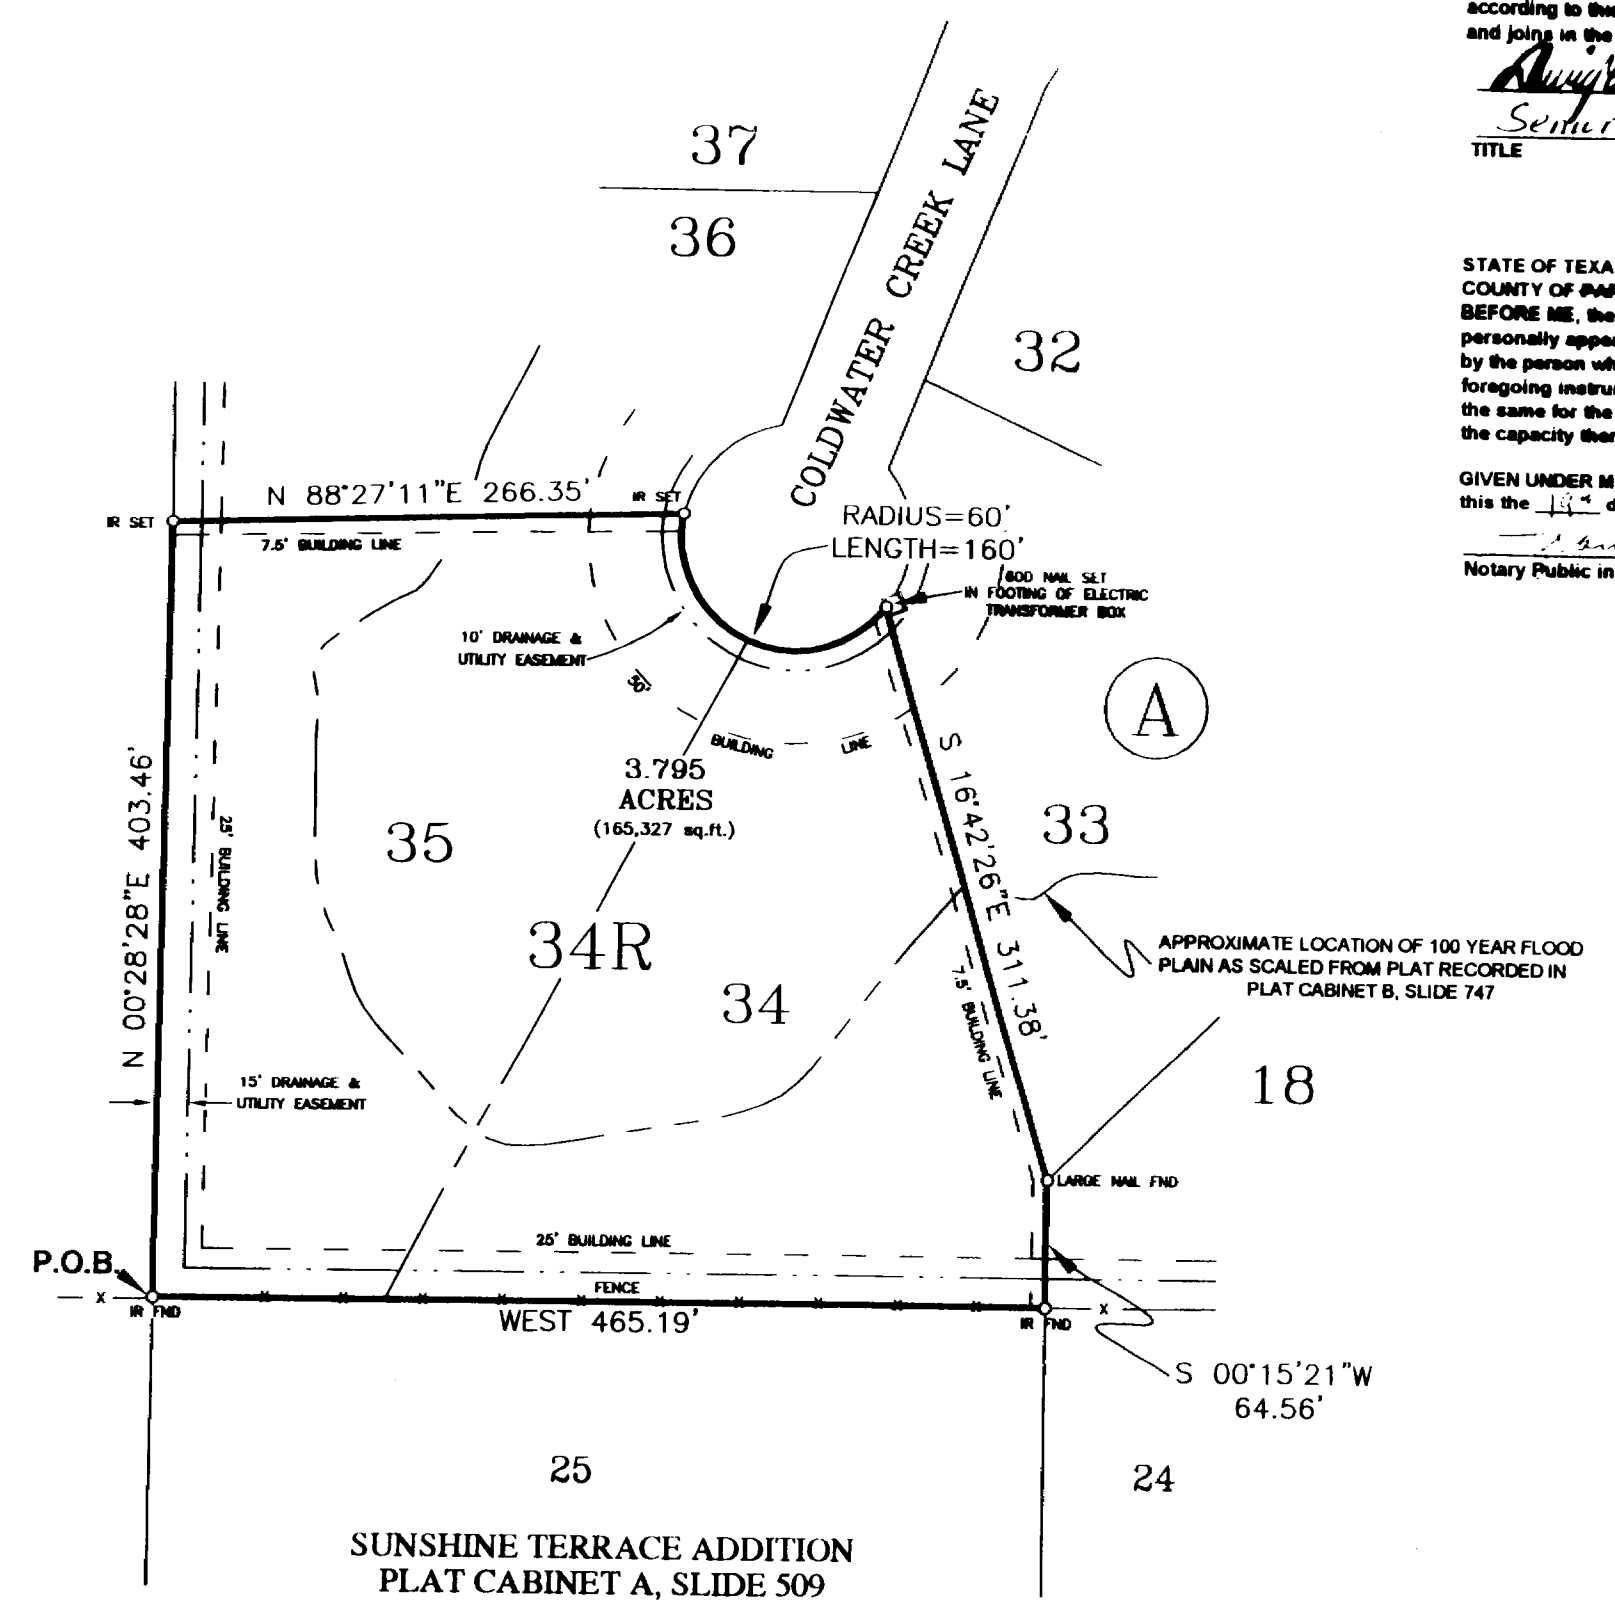 according to
and joins in the
TITLE
37
36
COLDWATER CREEK LANE
32
STATE OF TEXA
COUNTY OF
BEFORE ME, the
personally appea
by the person wh
foregoing instru
the same for the
the capacity ther
GIVEN UNDER M
this the 19th d
Notary Public in
N 88°27'11"E 266.35'
IR SET
IR SET
7.5' BUILDING LINE
RADIUS=60'
LENGTH=160'
60D NAIL SET
IN FOOTING OF ELECTRIC
TRANSFORMER BOX
10' DRAINAGE &
UTILITY EASEMENT
50'
BUILDING LINE
A
3.795
ACRES
(165,327 sq.ft.)
35
33
N 00°28'28"E 403.46'
25' BUILDING LINE
S 16°42'26"E 311.38'
7.5' BUILDING LINE
34R
34
APPROXIMATE LOCATION OF 100 YEAR FLOOD
PLAIN AS SCALED FROM PLAT RECORDED IN
PLAT CABINET B, SLIDE 747
18
15' DRAINAGE &
UTILITY EASEMENT
LARGE NAIL FND
25' BUILDING LINE
P.O.B.
X
IR FND
FENCE
WEST 465.19'
IR FND
X
S 00°15'21"W
64.56'
25
24
SUNSHINE TERRACE ADDITION
PLAT CABINET A, SLIDE 509